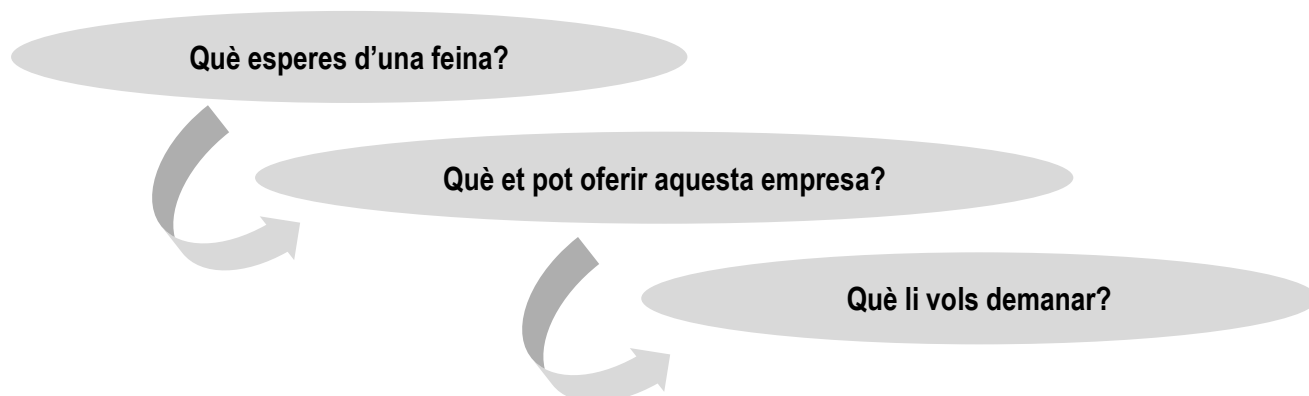 Què esperes d’una feina?
Què et pot oferir aquesta empresa?
Què li vols demanar?